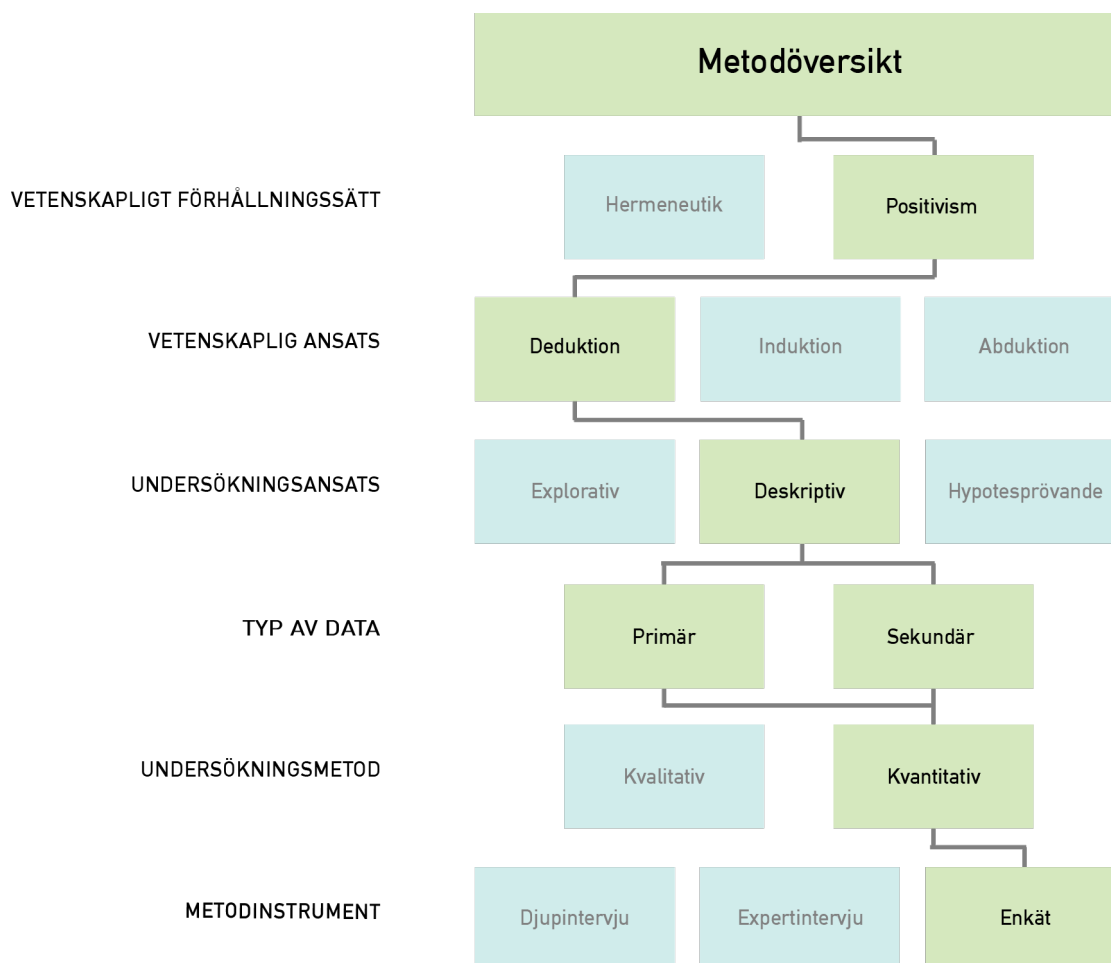 Metodöversikt
VETENSKAPLIGT FÖRHÅLLNINGSSÄTT
Hermeneutik
Positivism
VETENSKAPLIG ANSATS
Deduktion
Induktion
Abduktion
UNDERSÖKNINGSANSATS
Explorativ
Deskriptiv
Hypotesprövande
TYP AV DATA
Primär
Sekundär
UNDERSÖKNINGSMETOD
Kvalitativ
Kvantitativ
METODINSTRUMENT
Djupintervju
Expertintervju
Enkät